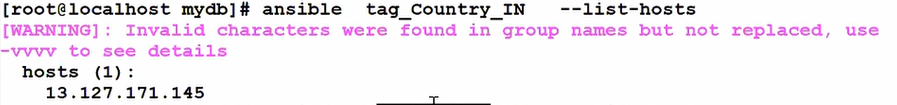 [root@localhost mydb]# ansible  tag_Country_IN   --list-hosts
[WARNING]: Invalid characters were found in group names but not replaced, use
-vvvv to see details
  hosts (1):
    13.127.171.145